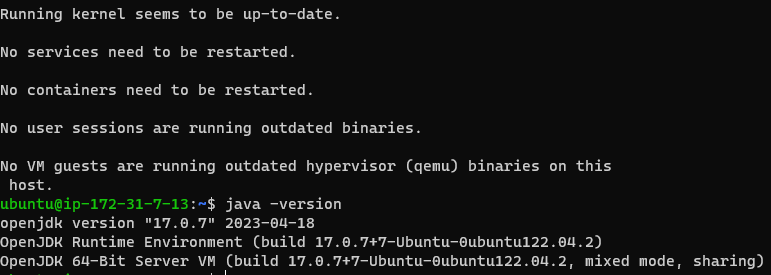 Running kernel seems to be up-to-date.
No services need to be restarted.
No containers need to be restarted.
No user sessions are running outdated binaries.
No VM guests are running outdated hypervisor (qemu) binaries on this
host.
ubuntu@ip-172-31-7-13:~$ java -version
openjdk version "17.0.7" 2023-04-18
OpenJDK Runtime Environment (build 17.0.7+7-Ubuntu-0ubuntu122.04.2)
OpenJDK 64-Bit Server VM (build 17.0.7+7-Ubuntu-0ubuntu122.04.2, mixed mode, sharing)